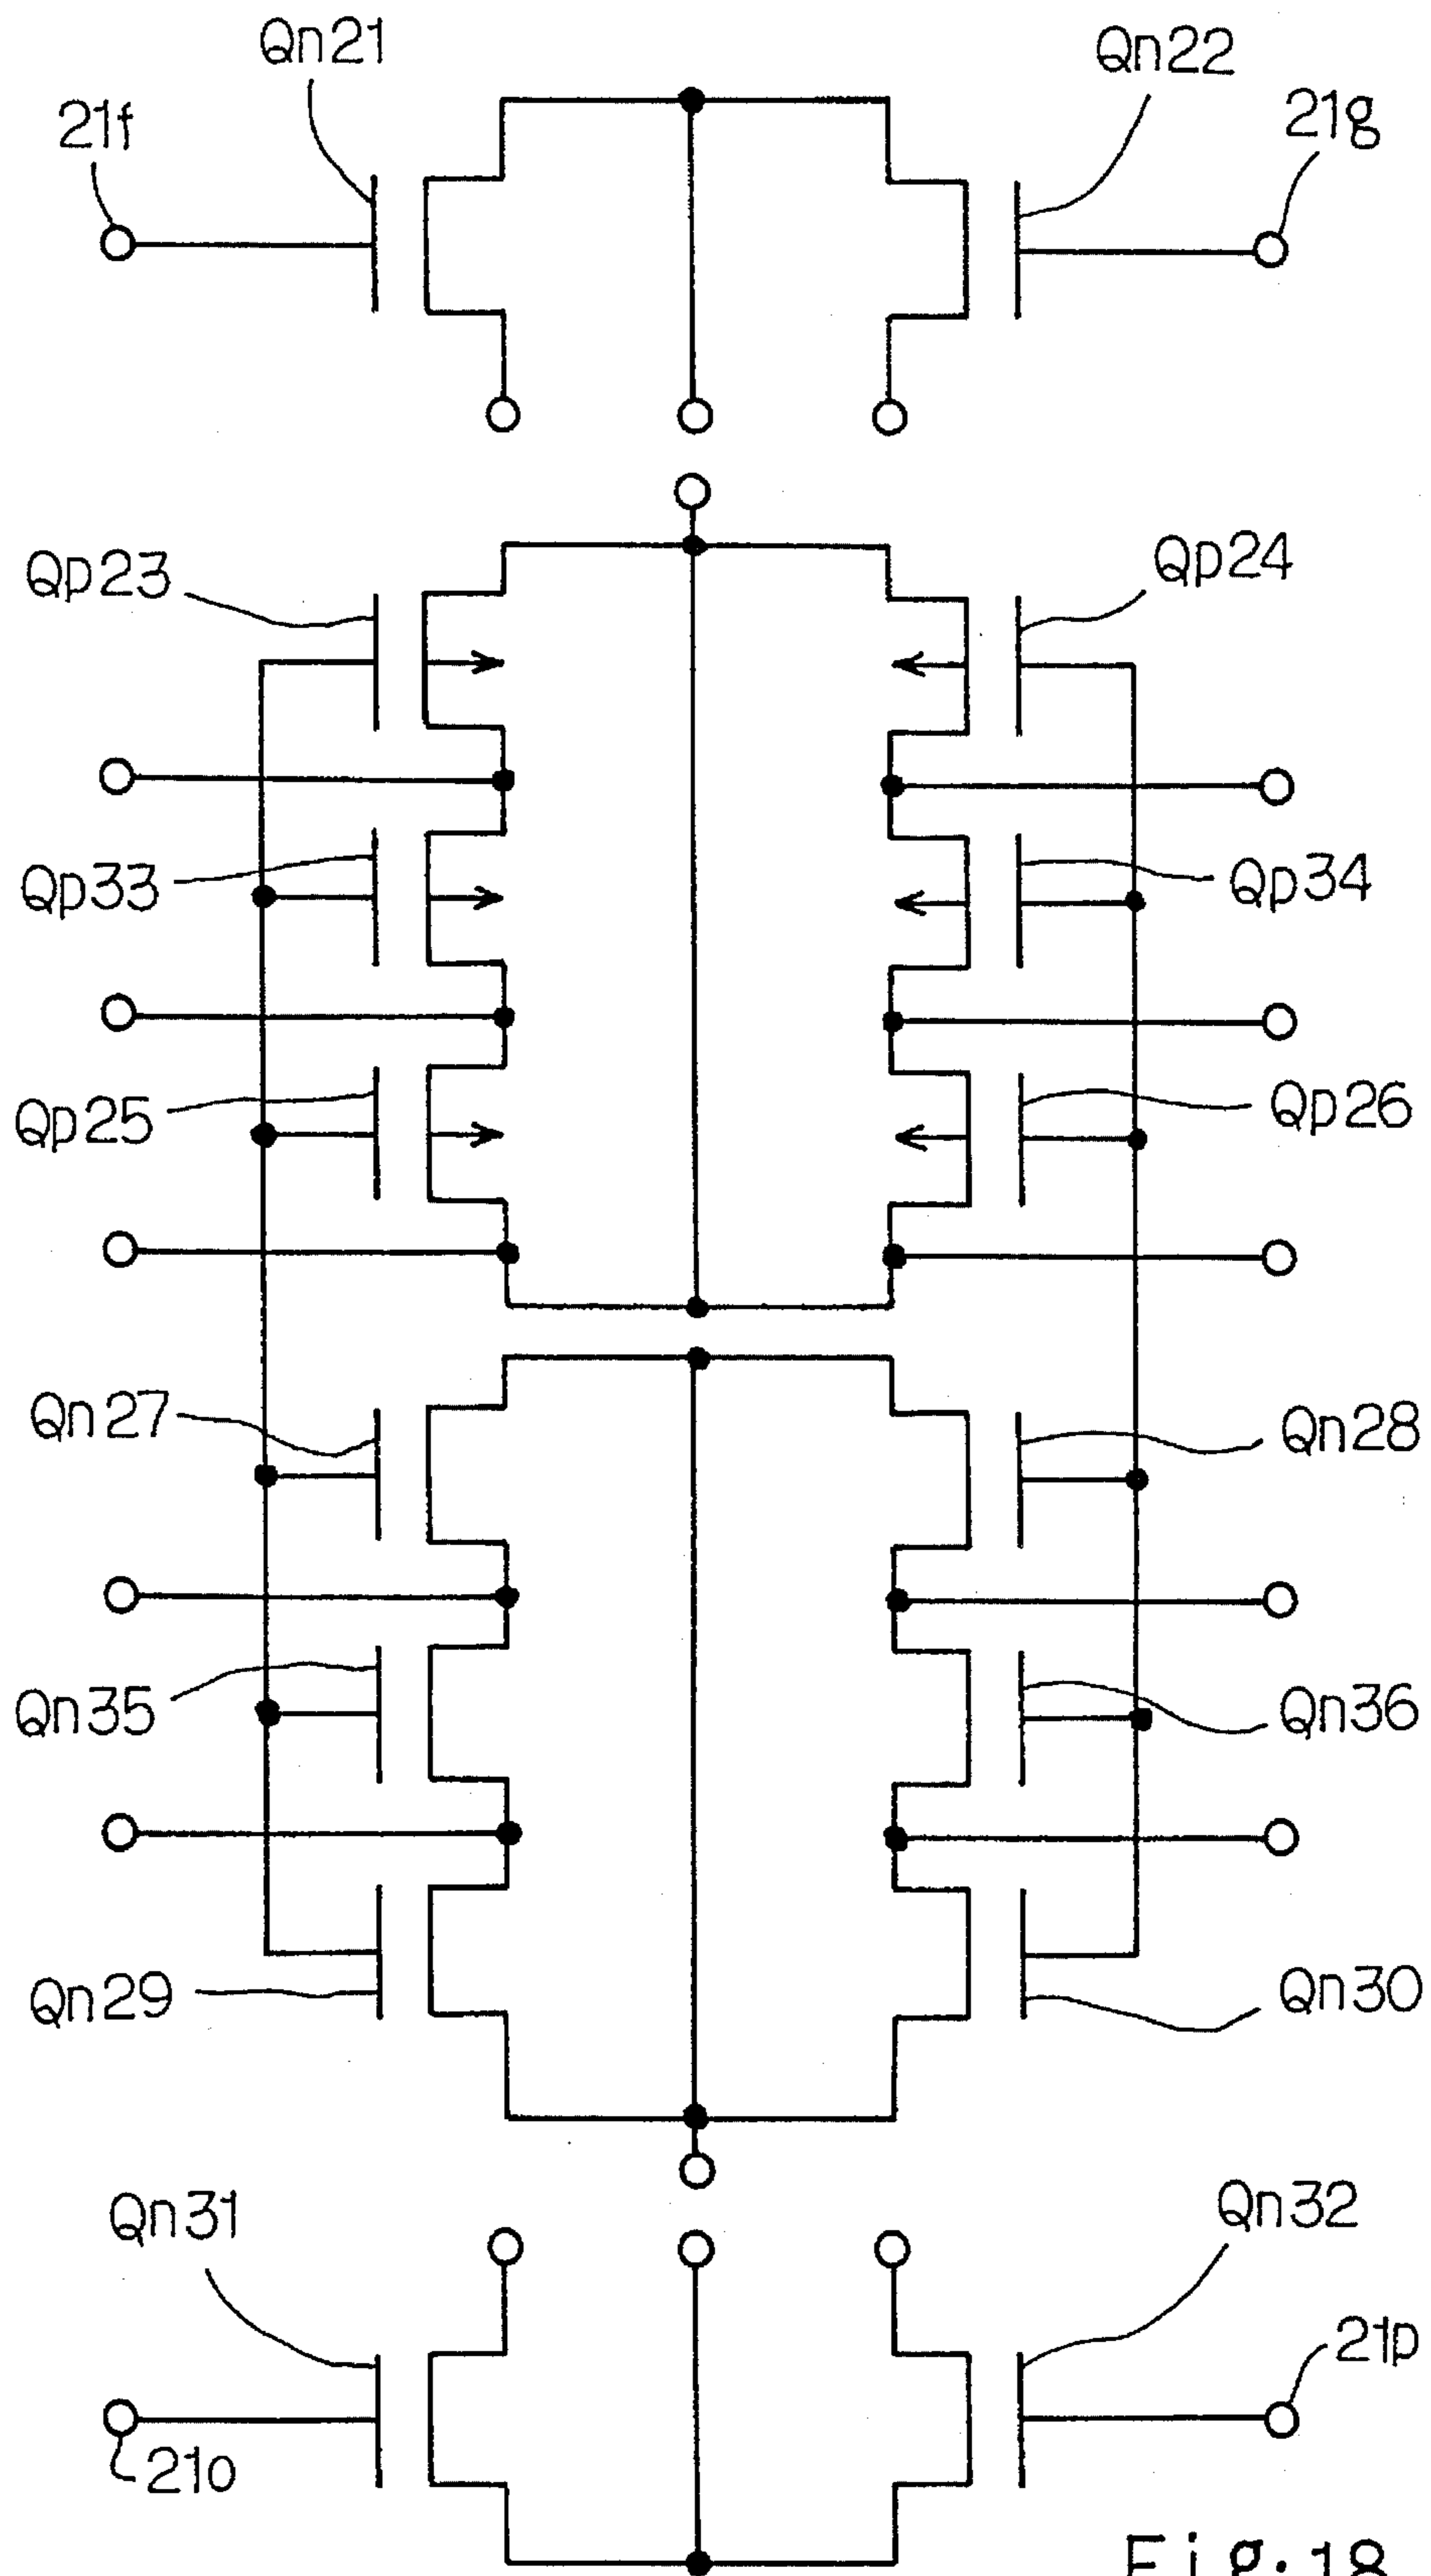 Qn21
Qn22
21f
21g
Qp23
Qp24
Qp33
Qp34
Qp25
Qp26
Qn27
Qn28
Qn35
Qn36
Qn29
Qn30
Qn31
Qn32
21p
21o
Fig. 18